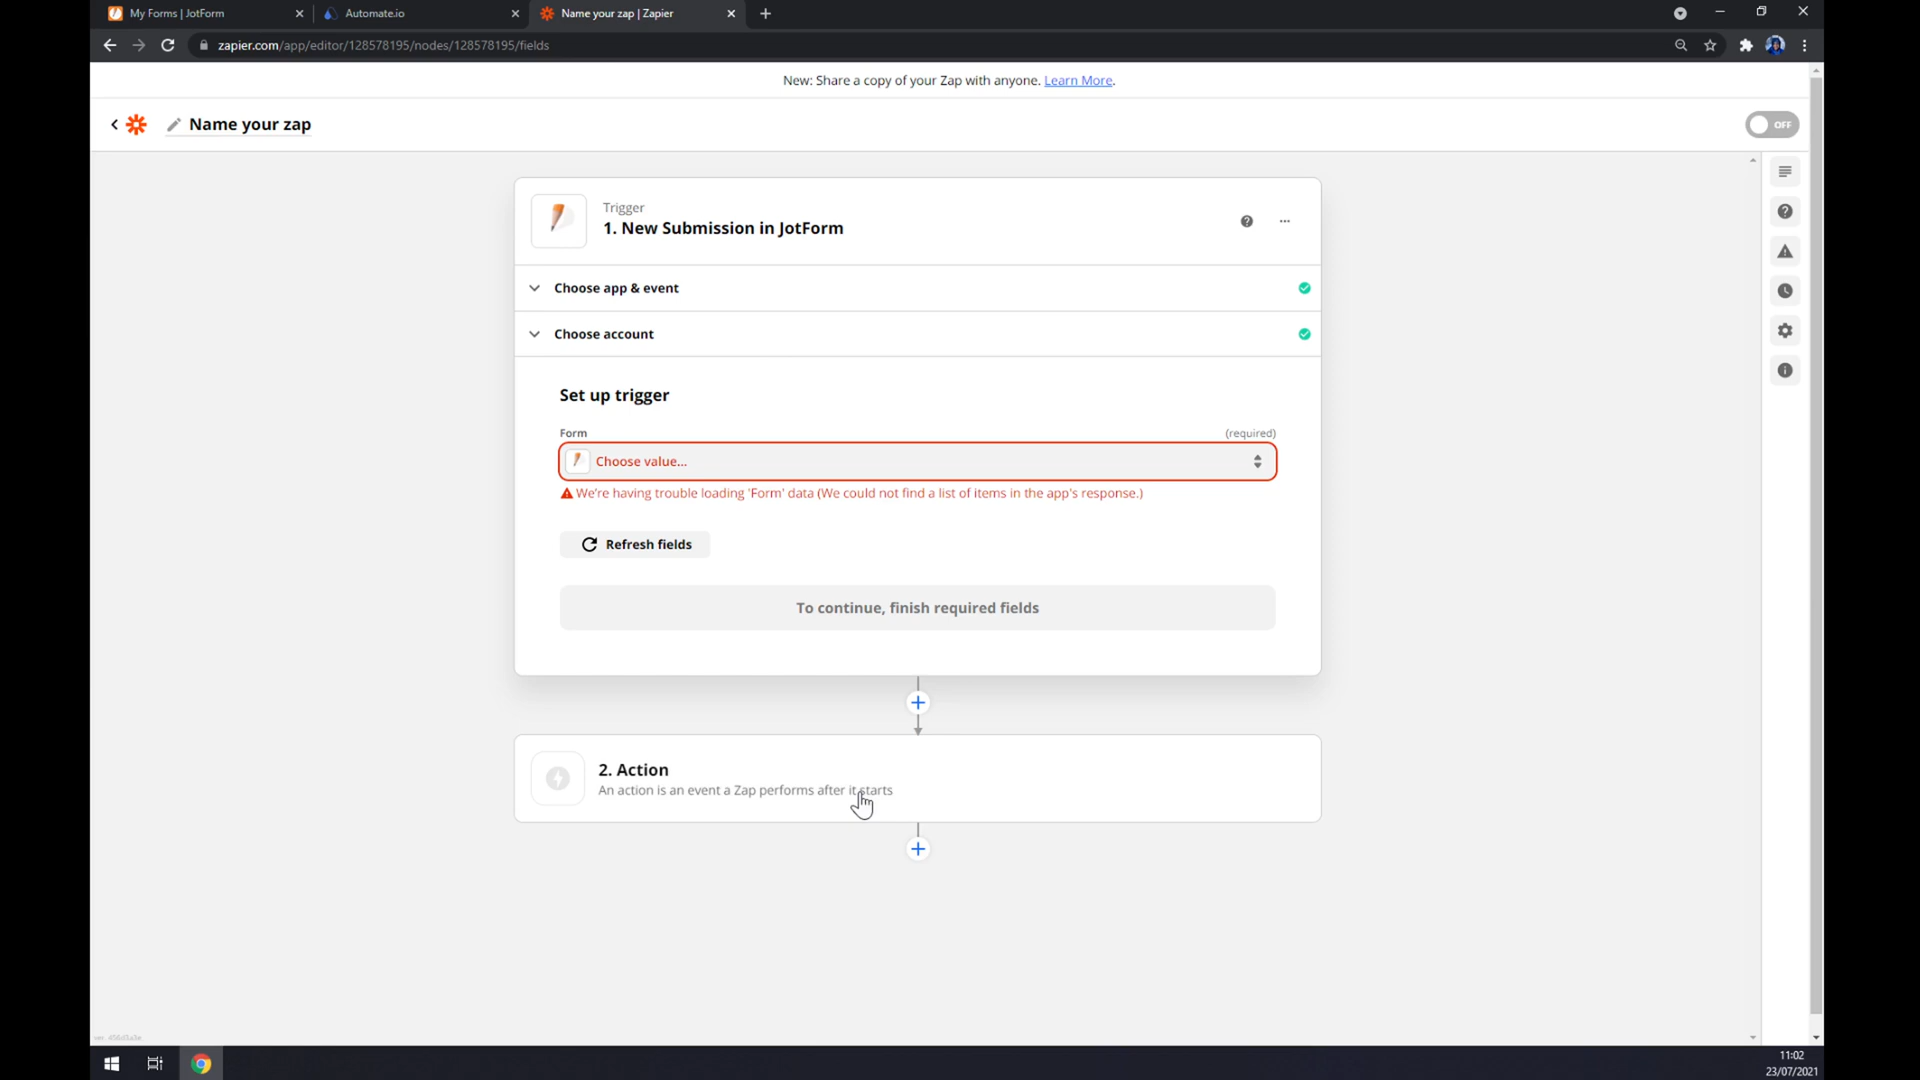 My Forms | JotForm
Automate.io
Name your zap | Zapier
zapier.com/app/editor/128578195/nodes/128578195/fields
New: Share a copy of your Zap with anyone. Learn More.
Name your zap
OFF
Trigger
1. New Submission in JotForm
Choose app & event
Choose account
Set up trigger
Form
(required)
Choose value...
We're having trouble loading 'Form' data (We could not find a list of items in the app's response.)
Refresh fields
To continue, finish required fields
2. Action
An action is an event a Zap performs after it starts
11:02
23/07/2021